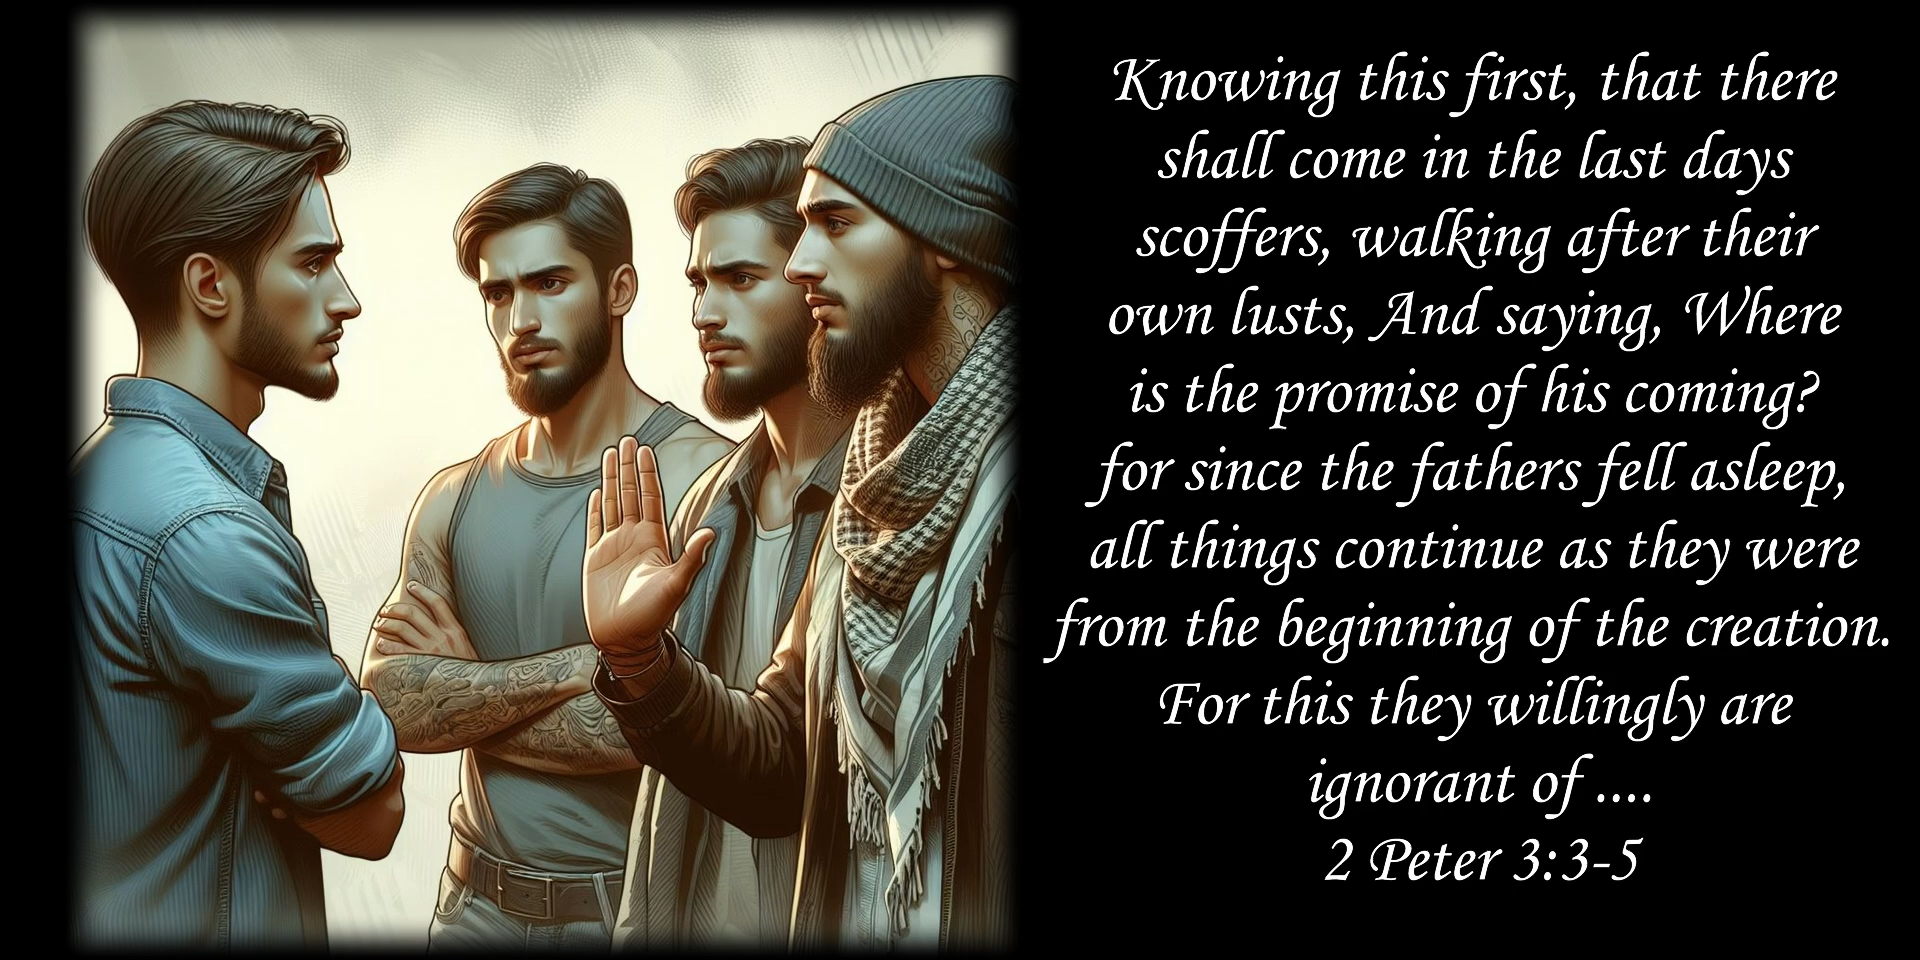 Knowing this first, that there
shall come in the last days
scoffers, walking after their
own lusts, And saying, Where
is the promise of his coming?
for since the fathers fell asleep,
all things continue as they were
from the beginning of the creation.
For this they willingly are
ignorant of ....
2 Peter 3:3-5